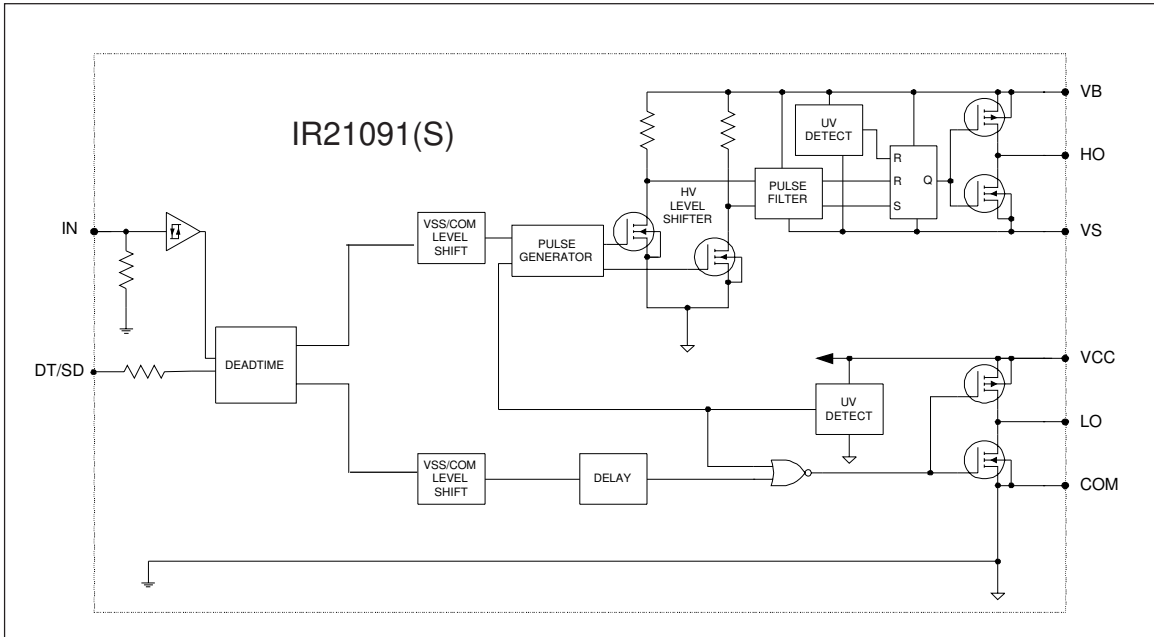 IR21091(S)
VB
UV
DETECT
R
R
S
Q
HO
PULSE
FILTER
HV
LEVEL
SHIFTER
VS
IN
VSS/COM
LEVEL
SHIFT
PULSE
GENERATOR
DT/SD
DEADTIME
VCC
UV
DETECT
LO
VSS/COM
LEVEL
SHIFT
DELAY
COM